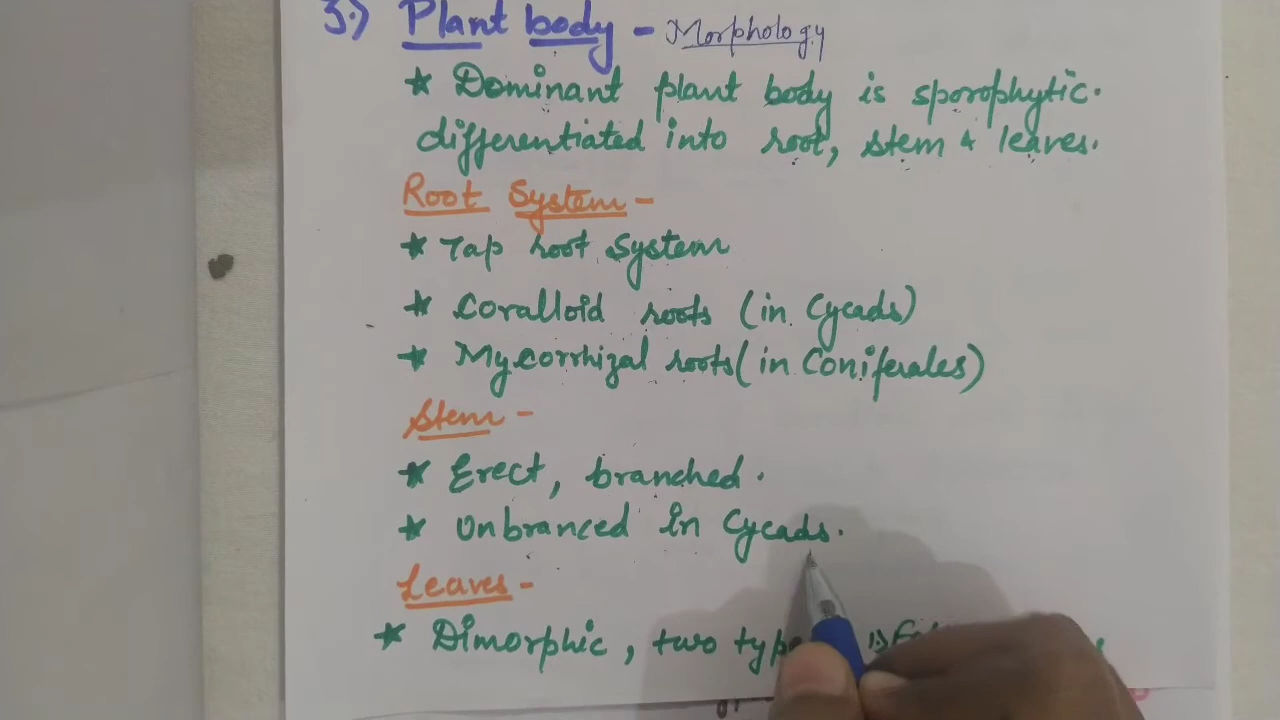 3.) Plant body - Morphology
★ Dominant plant body is sporophytic.
differentiated into root, stem & leaves.
Root System -
★ Tap root System
★ Coralloid roots (in Cycads)
★ Mycorrhizal roots (in Coniferales)
Stem -
★ Erect, branched.
★ Unbranced in Cycads.
Leaves -
★ Dimorphic, two